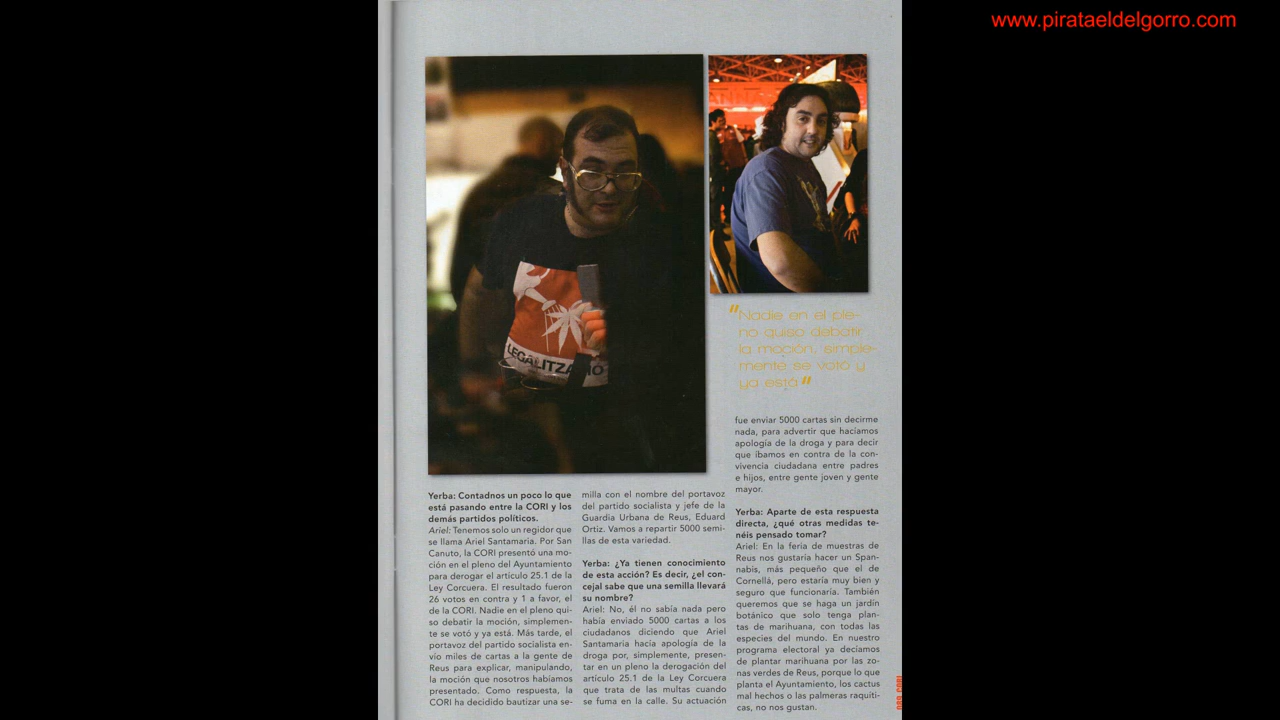 www.pirataeldelgorro.com
LEGALITZA
"Nadie en el ple-
no quiso debatir
la moción, simple-
mente se votó y
ya está"
Yerba: Contadnos un poco lo que
está pasando entre la CORI y los
demás partidos políticos.
Ariel: Tenemos solo un regidor que
se llama Ariel Santamaria. Por San
Canuto, la CORI presentó una mo-
ción en el pleno del Ayuntamiento
para derogar el artículo 25.1 de la
Ley Corcuera. El resultado fueron
26 votos en contra y 1 a favor, el
de la CORI. Nadie en el pleno qui-
so debatir la moción, simplemen-
te se votó y ya está. Más tarde, el
portavoz del partido socialista en-
vío miles de cartas a la gente de
Reus para explicar, manipulando,
la moción que nosotros habíamos
presentado. Como respuesta, la
CORI ha decidido bautizar una se-
milla con el nombre del portavoz
del partido socialista y jefe de la
Guardia Urbana de Reus, Eduard
Ortiz. Vamos a repartir 5000 semi-
llas de esta variedad.
Yerba: ¿Ya tienen conocimiento
de esta acción? Es decir, ¿el con-
cejal sabe que una semilla llevará
su nombre?
Ariel: No, él no sabía nada pero
había enviado 5000 cartas a los
ciudadanos diciendo que Ariel
Santamaria hacía apología de la
droga por, simplemente, presen-
tar en un pleno la derogación del
artículo 25.1 de la Ley Corcuera
que trata de las multas cuando
se fuma en la calle. Su actuación
fue enviar 5000 cartas sin decirme
nada, para advertir que hacíamos
apología de la droga y para decir
que íbamos en contra de la con-
vivencia ciudadana entre padres
e hijos, entre gente joven y gente
mayor.
Yerba: Aparte de esta respuesta
directa, ¿qué otras medidas te-
néis pensado tomar?
Ariel: En la feria de muestras de
Reus nos gustaría hacer un Span-
nabis, más pequeño que el de
Cornellá, pero estaría muy bien y
seguro que funcionaría. También
queremos que se haga un jardín
botánico que solo tenga plan-
tas de marihuana, con todas las
especies del mundo. En nuestro
programa electoral ya decíamos
de plantar marihuana por las zo-
nas verdes de Reus, porque lo que
planta el Ayuntamiento, los cactus
mal hechos o las palmeras raquíti-
cas, no nos gustan.